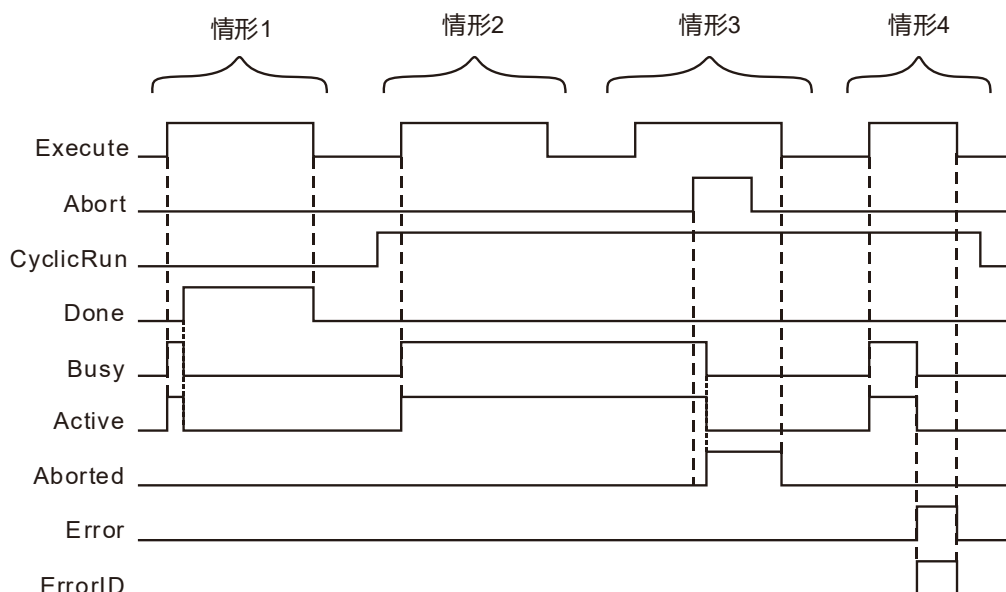 情形1
情形2
情形3
情形4
Execute
Abort
CyclicRun
Done
Busy
Active
Aborted
Error
ErrorID